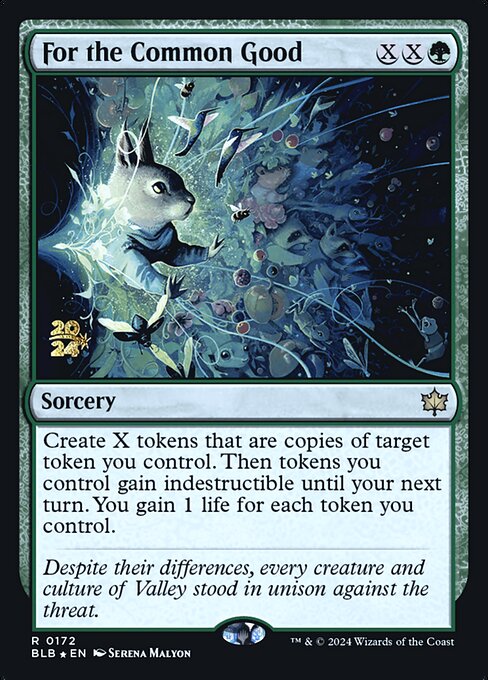 For the Common Good XX
2024
Sorcery
Create X tokens that are copies of target
token you control. Then tokens you
control gain indestructible until your next
turn. You gain 1 life for each token you
control.
Despite their differences, every creature and
culture of Valley stood in unison against the
threat.
R 0172
BLB★EN SERENA MALYON
™ & © 2024 Wizards of the Coast